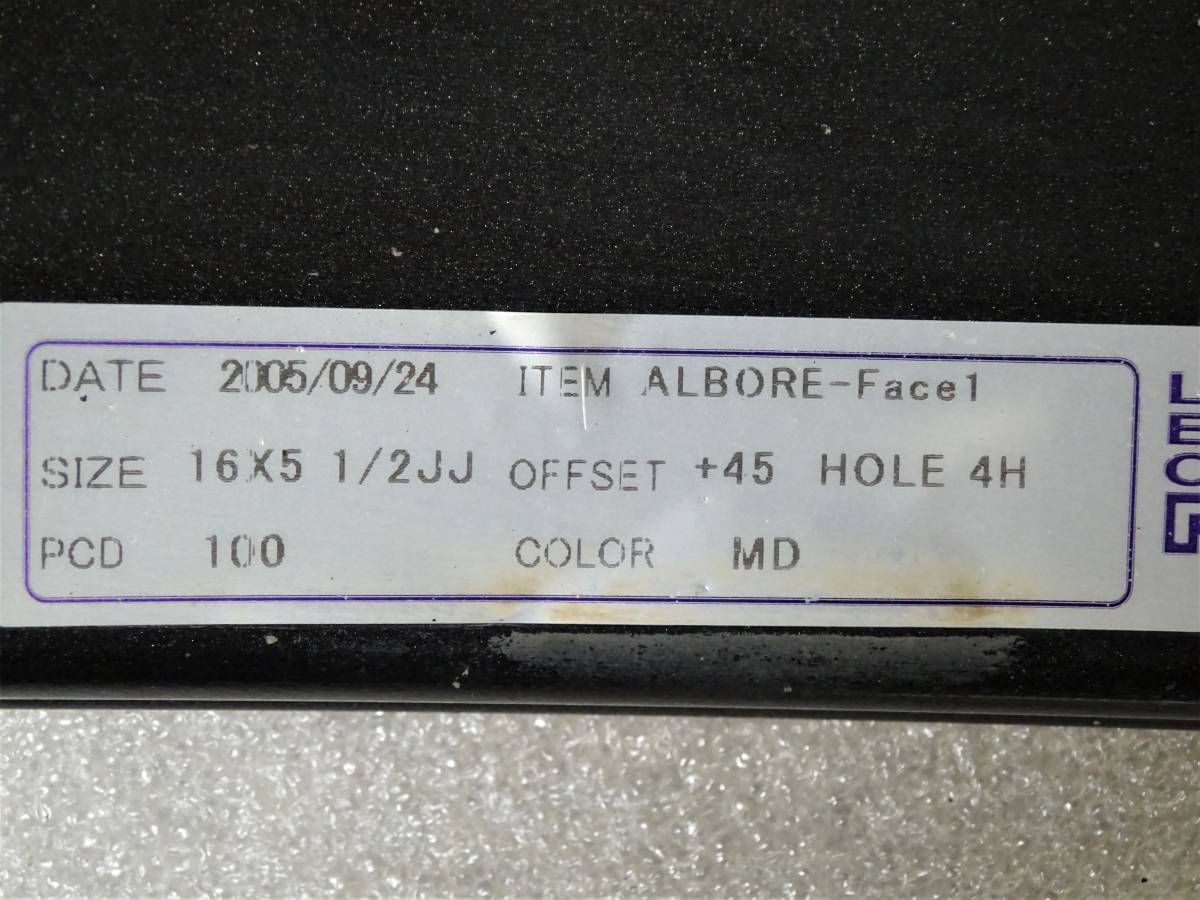 DATE 2005/09/24 ITEM ALBORE-Face1
SIZE 16X5 1/2JJ OFFSET +45 HOLE 4H
PCD 100 COLOR MD